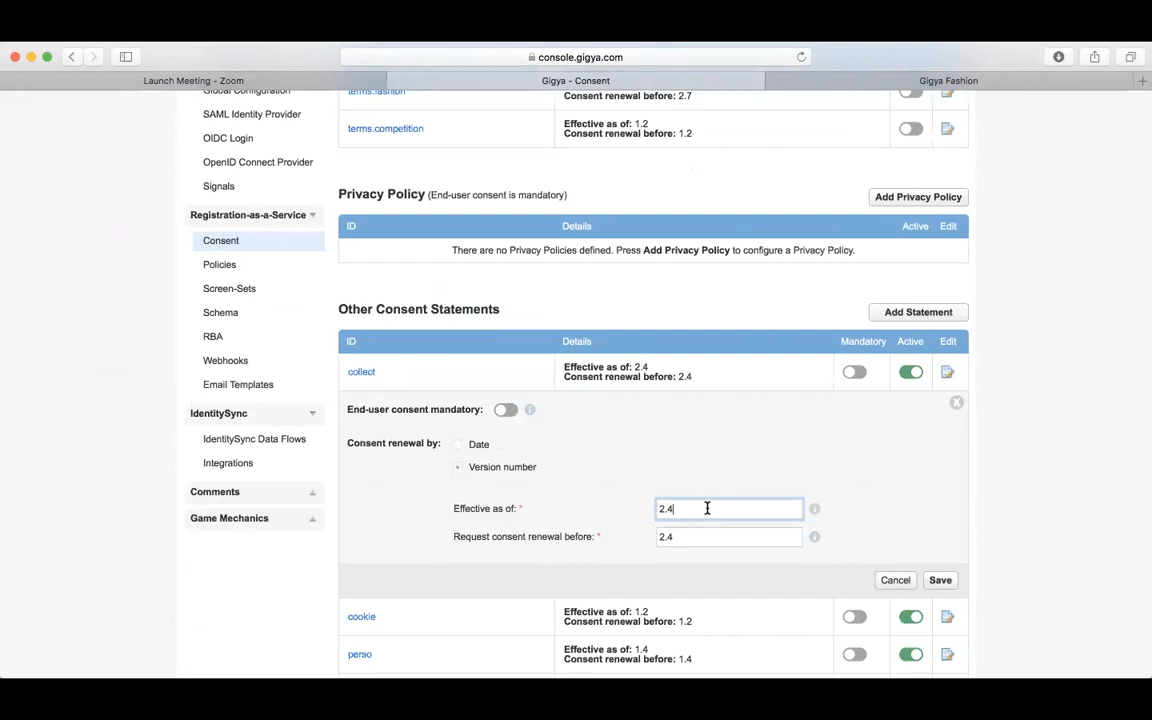 console.gigya.com
Launch Meeting - Zoom
Gigya - Consent
Gigya Fashion
Global Configuration
SAML Identity Provider
OIDC Login
OpenID Connect Provider
Signals
Registration-as-a-Service
Consent
Policies
Screen-Sets
Schema
RBA
Webhooks
Email Templates
IdentitySync
IdentitySync Data Flows
Integrations
Comments
Game Mechanics
terms.fashion
Consent renewal before: 2.7
terms.competition
Effective as of: 1.2
Consent renewal before: 1.2
Privacy Policy (End-user consent is mandatory)
Add Privacy Policy
ID Details Active Edit
There are no Privacy Policies defined. Press Add Privacy Policy to configure a Privacy Policy.
Other Consent Statements
Add Statement
ID Details Mandatory Active Edit
collect
Effective as of: 2.4
Consent renewal before: 2.4
End-user consent mandatory:
Consent renewal by:
Date
Version number
Effective as of: * 2.4
Request consent renewal before: * 2.4
Cancel Save
cookie
Effective as of: 1.2
Consent renewal before: 1.2
perso
Effective as of: 1.4
Consent renewal before: 1.4